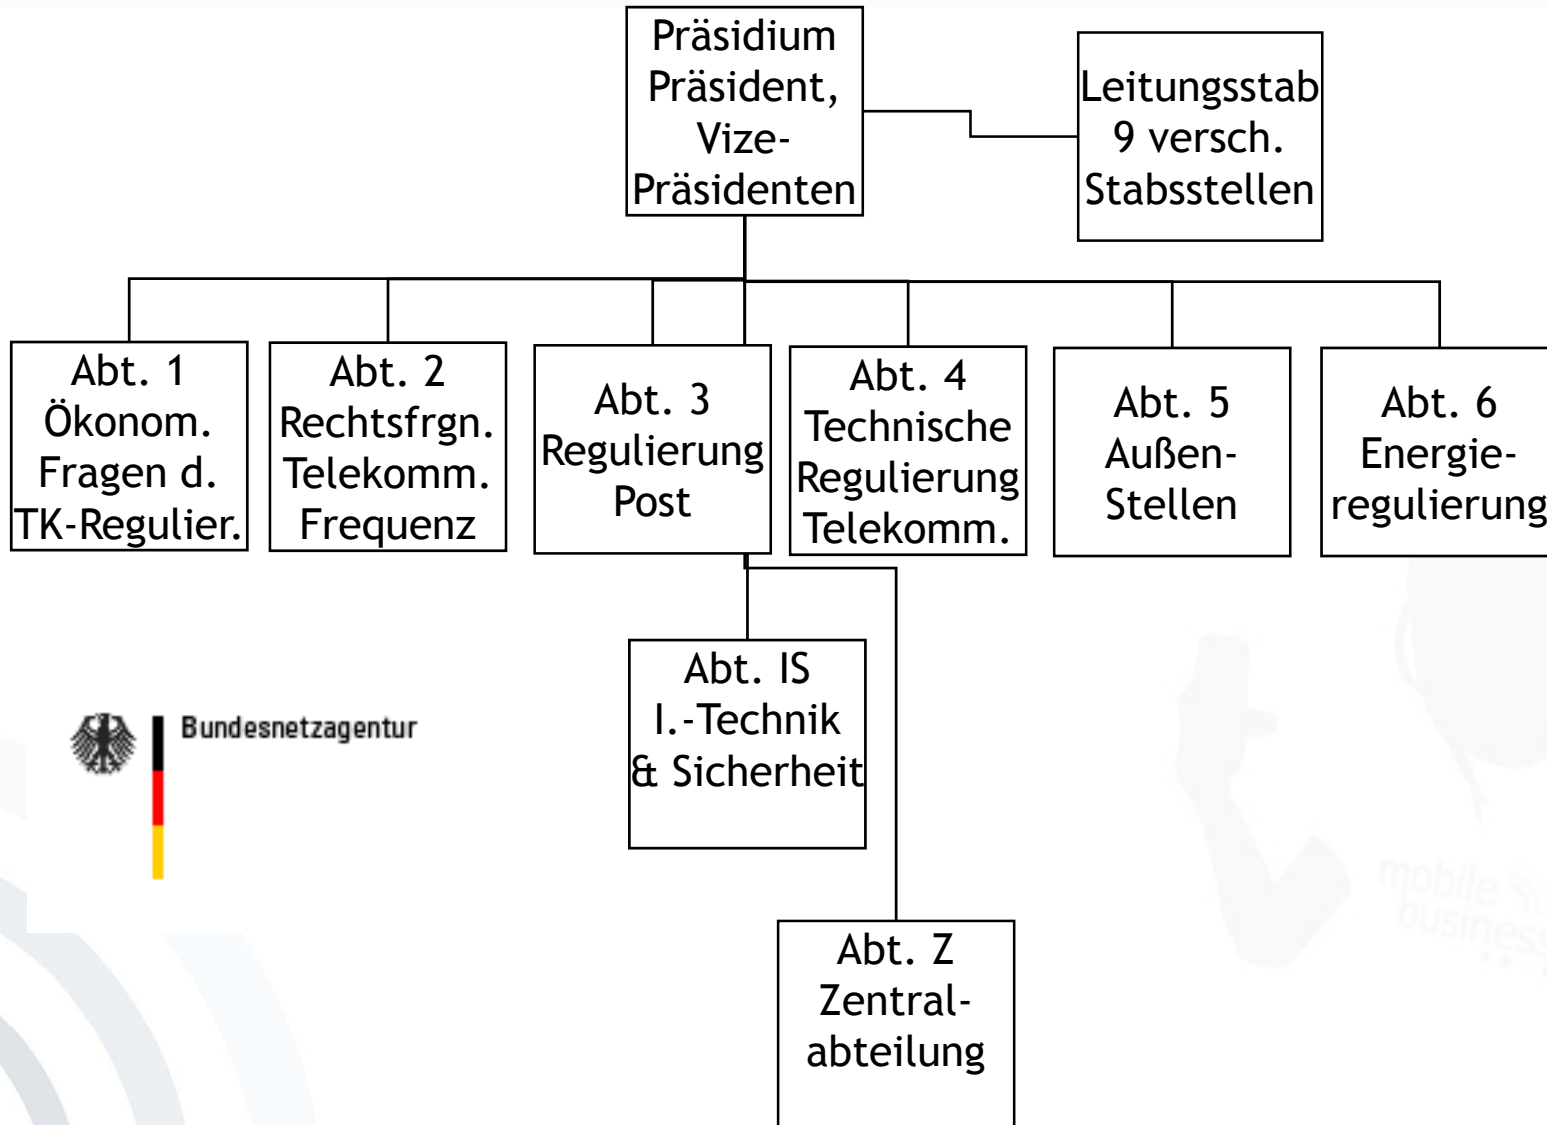 Präsidium
Präsident,
Vize-
Präsidenten
Leitungsstab
9 versch.
Stabsstellen
Abt. 1
Ökonom.
Fragen d.
TK-Regulier.
Abt. 2
Rechtsfrgn.
Telekomm.
Frequenz
Abt. 3
Regulierung
Post
Abt. 4
Technische
Regulierung
Telekomm.
Abt. 5
Außen-
Stellen
Abt. 6
Energie-
regulierung
Abt. IS
I.-Technik
& Sicherheit
Bundesnetzagentur
mobile
business
Abt. Z
Zentral-
abteilung